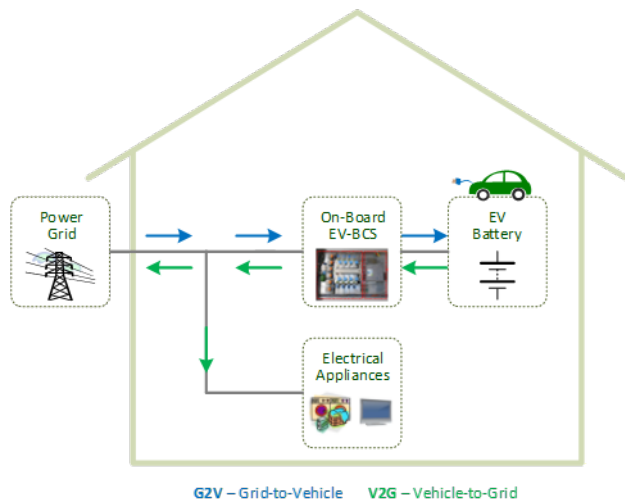 Power
Grid
On-Board
EV-BCS
EV
Battery
Electrical
Appliances
G2V – Grid-to-Vehicle V2G – Vehicle-to-Grid